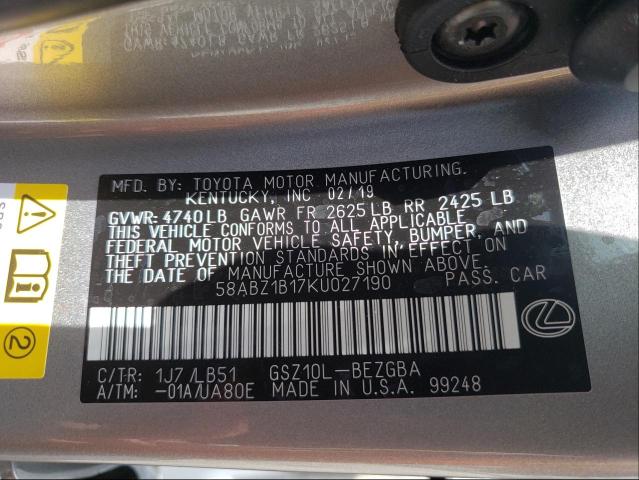 MFD. BY: TOYOTA MOTOR MANUFACTURING.
KENTUCKY, INC 02/19
GVWR: 4740LB GAWR FR 2625LB RR 2425 LB
THIS VEHICLE CONFORMS TO ALL APPLICABLE
FEDERAL MOTOR VEHICLE SAFETY, BUMPER, AND
THEFT PREVENTION STANDARDS IN EFFECT ON
THE DATE OF MANUFACTURE SHOWN ABOVE.
58ABZ1B17KU027190 PASS. CAR
C/TR: 1J7/LB51 GSZ10L-BEZGBA
A/TM: -01A/UA80E MADE IN U.S.A. 99248
2